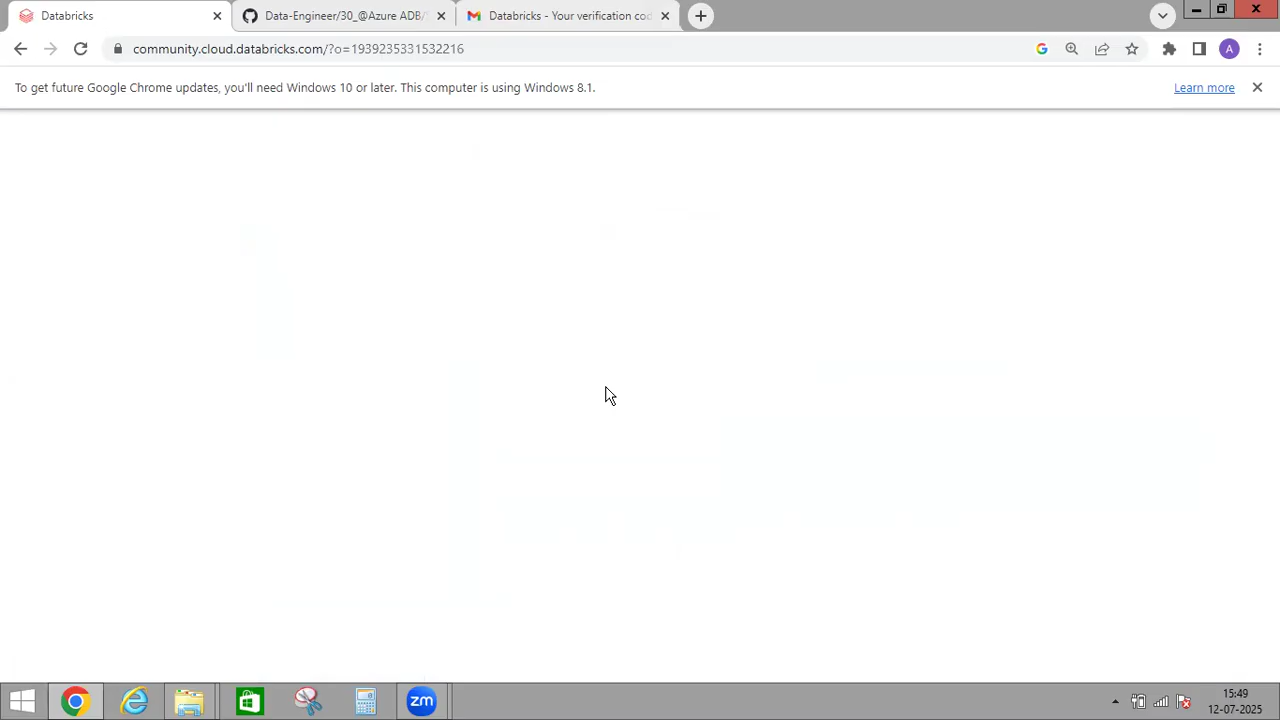 Databricks
Data-Engineer/30_@Azure ADB/
Databricks - Your verification cod
community.cloud.databricks.com/?o=1939235331532216
A
To get future Google Chrome updates, you'll need Windows 10 or later. This computer is using Windows 8.1.
Learn more
zm
15:49
12-07-2025